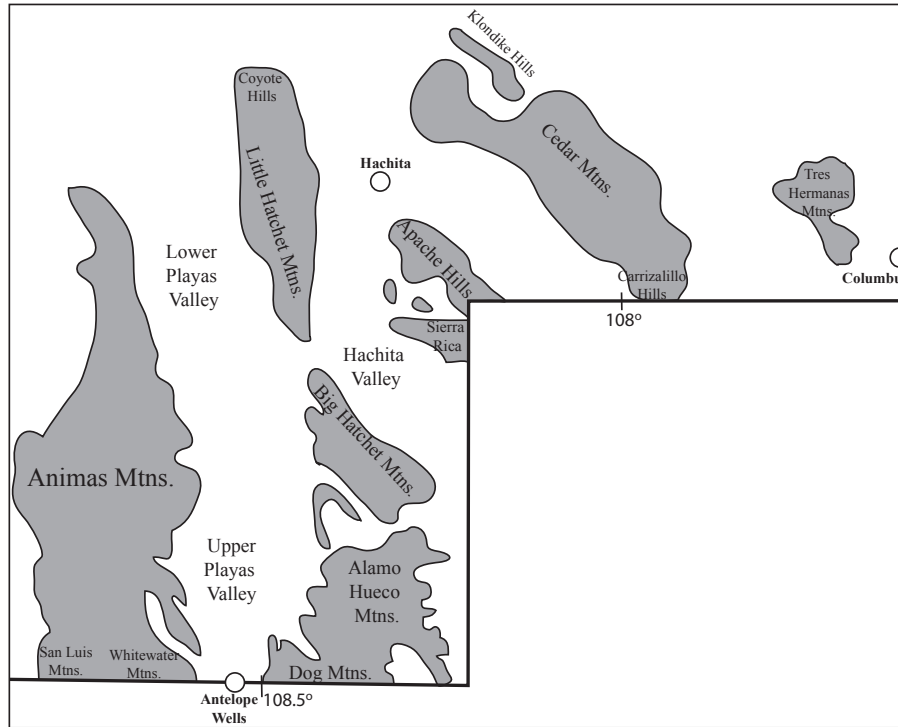 Klondike Hills
Coyote
Hills
Little Hatchet Mtns.
Hachita
Cedar Mtns.
Tres
Hermanas
Mtns.
Lower
Playas
Valley
Apache Hills
Columbu
Carrizalillo
Hills
108º
Sierra
Rica
Hachita
Valley
Big Hatchet Mtns.
Animas Mtns.
Upper
Playas
Valley
Alamo
Hueco
Mtns.
San Luis
Mtns.
Whitewater
Mtns.
Dog Mtns.
Antelope
Wells
108.5º